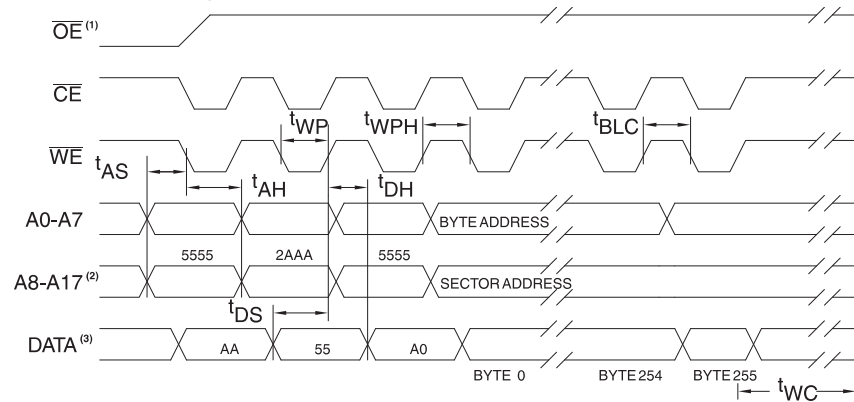 OE (1)
CE
tWP tWPH tBLC
WE
tAS
tAH tDH
A0-A7 BYTE ADDRESS
5555 2AAA 5555
A8-A17 (2) SECTOR ADDRESS
tDS
DATA (3) AA 55 A0
BYTE 0 BYTE 254 BYTE 255
tWC